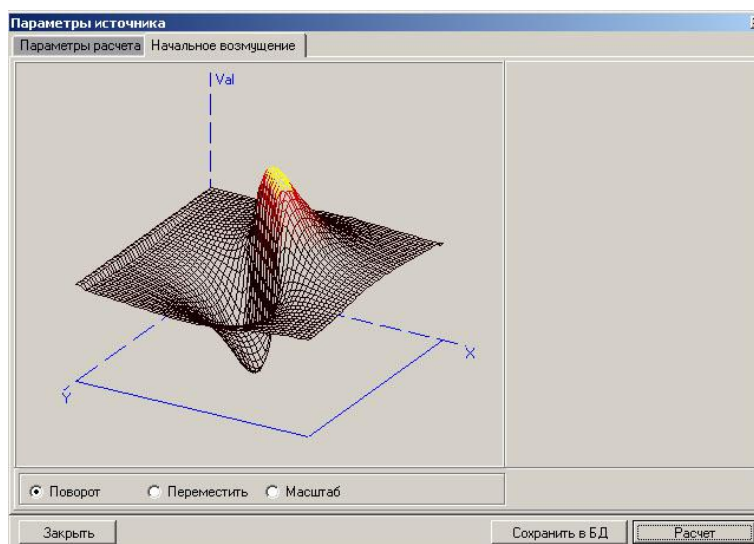 Параметры источника
Параметры расчета Начальное возмущение
Val
X
Y
Поворот Переместить Масштаб
Закрыть Сохранить в БД Расчет